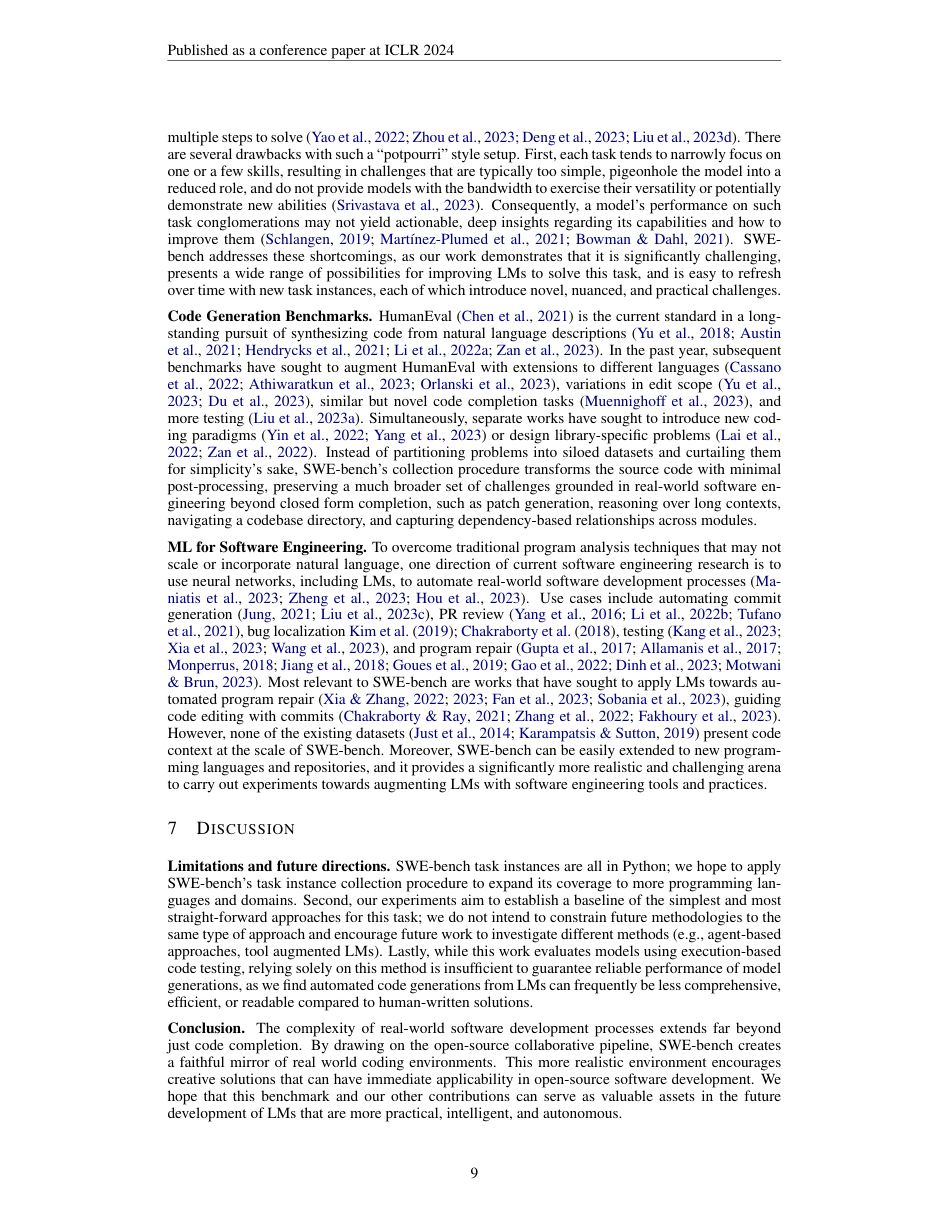 Published as a conference paper at ICLR 2024
multiple steps to solve (Yao et al., 2022; Zhou et al., 2023; Deng et al., 2023; Liu et al., 2023d). There
are several drawbacks with such a “potpourri” style setup. First, each task tends to narrowly focus on
one or a few skills, resulting in challenges that are typically too simple, pigeonhole the model into a
reduced role, and do not provide models with the bandwidth to exercise their versatility or potentially
demonstrate new abilities (Srivastava et al., 2023). Consequently, a model’s performance on such
task conglomerations may not yield actionable, deep insights regarding its capabilities and how to
improve them (Schlangen, 2019; Martínez-Plumed et al., 2021; Bowman & Dahl, 2021). SWE-
bench addresses these shortcomings, as our work demonstrates that it is significantly challenging,
presents a wide range of possibilities for improving LMs to solve this task, and is easy to refresh
over time with new task instances, each of which introduce novel, nuanced, and practical challenges.
Code Generation Benchmarks. HumanEval (Chen et al., 2021) is the current standard in a long-
standing pursuit of synthesizing code from natural language descriptions (Yu et al., 2018; Austin
et al., 2021; Hendrycks et al., 2021; Li et al., 2022a; Zan et al., 2023). In the past year, subsequent
benchmarks have sought to augment HumanEval with extensions to different languages (Cassano
et al., 2022; Athiwaratkun et al., 2023; Orlanski et al., 2023), variations in edit scope (Yu et al.,
2023; Du et al., 2023), similar but novel code completion tasks (Muennighoff et al., 2023), and
more testing (Liu et al., 2023a). Simultaneously, separate works have sought to introduce new cod-
ing paradigms (Yin et al., 2022; Yang et al., 2023) or design library-specific problems (Lai et al.,
2022; Zan et al., 2022). Instead of partitioning problems into siloed datasets and curtailing them
for simplicity’s sake, SWE-bench’s collection procedure transforms the source code with minimal
post-processing, preserving a much broader set of challenges grounded in real-world software en-
gineering beyond closed form completion, such as patch generation, reasoning over long contexts,
navigating a codebase directory, and capturing dependency-based relationships across modules.
ML for Software Engineering. To overcome traditional program analysis techniques that may not
scale or incorporate natural language, one direction of current software engineering research is to
use neural networks, including LMs, to automate real-world software development processes (Ma-
niatis et al., 2023; Zheng et al., 2023; Hou et al., 2023). Use cases include automating commit
generation (Jung, 2021; Liu et al., 2023c), PR review (Yang et al., 2016; Li et al., 2022b; Tufano
et al., 2021), bug localization Kim et al. (2019); Chakraborty et al. (2018), testing (Kang et al., 2023;
Xia et al., 2023; Wang et al., 2023), and program repair (Gupta et al., 2017; Allamanis et al., 2017;
Monperrus, 2018; Jiang et al., 2018; Goues et al., 2019; Gao et al., 2022; Dinh et al., 2023; Motwani
& Brun, 2023). Most relevant to SWE-bench are works that have sought to apply LMs towards au-
tomated program repair (Xia & Zhang, 2022; 2023; Fan et al., 2023; Sobania et al., 2023), guiding
code editing with commits (Chakraborty & Ray, 2021; Zhang et al., 2022; Fakhoury et al., 2023).
However, none of the existing datasets (Just et al., 2014; Karampatsis & Sutton, 2019) present code
context at the scale of SWE-bench. Moreover, SWE-bench can be easily extended to new program-
ming languages and repositories, and it provides a significantly more realistic and challenging arena
to carry out experiments towards augmenting LMs with software engineering tools and practices.
7 DISCUSSION
Limitations and future directions. SWE-bench task instances are all in Python; we hope to apply
SWE-bench’s task instance collection procedure to expand its coverage to more programming lan-
guages and domains. Second, our experiments aim to establish a baseline of the simplest and most
straight-forward approaches for this task; we do not intend to constrain future methodologies to the
same type of approach and encourage future work to investigate different methods (e.g., agent-based
approaches, tool augmented LMs). Lastly, while this work evaluates models using execution-based
code testing, relying solely on this method is insufficient to guarantee reliable performance of model
generations, as we find automated code generations from LMs can frequently be less comprehensive,
efficient, or readable compared to human-written solutions.
Conclusion. The complexity of real-world software development processes extends far beyond
just code completion. By drawing on the open-source collaborative pipeline, SWE-bench creates
a faithful mirror of real world coding environments. This more realistic environment encourages
creative solutions that can have immediate applicability in open-source software development. We
hope that this benchmark and our other contributions can serve as valuable assets in the future
development of LMs that are more practical, intelligent, and autonomous.
9